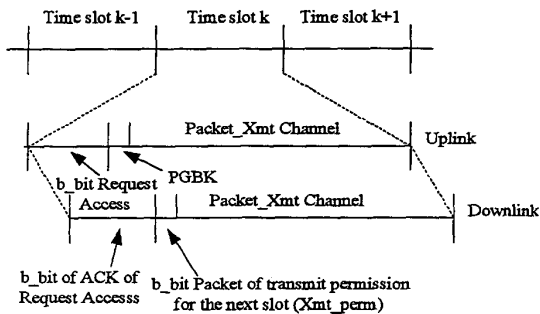 Time slot k-1 Time slot k Time slot k+1
Packet_Xmt Channel
Uplink
b_bit Request
Access
PGBK
Packet_Xmt Channel
Downlink
b_bit of ACK of
Request Accesss
b_bit Packet of transmit permission
for the next slot (Xmt_perm)